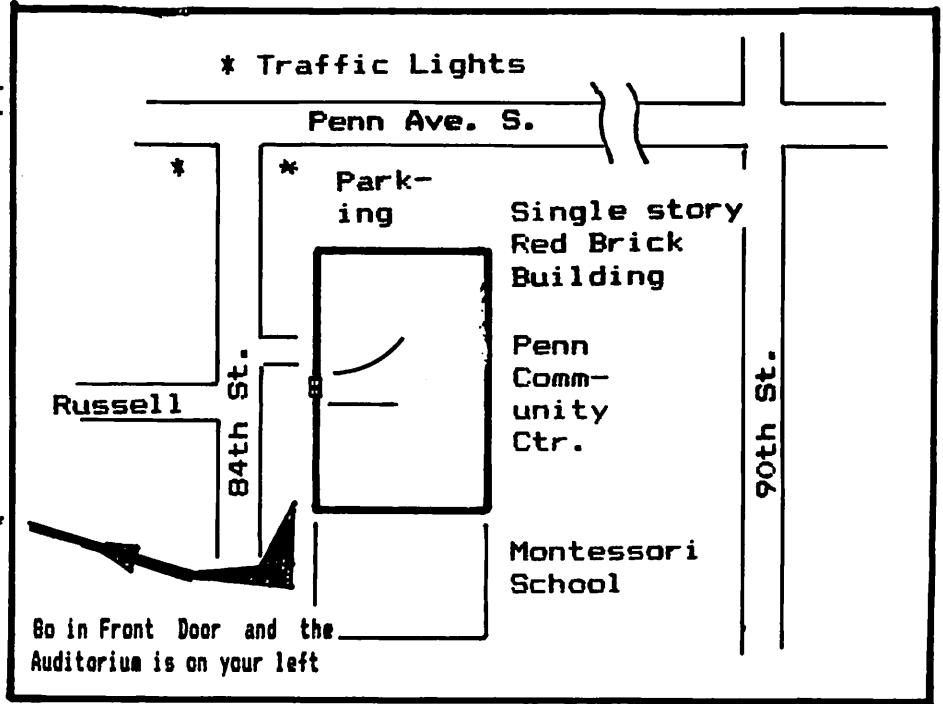 * Traffic Lights
Penn Ave. S.
* *
Park-
ing
Single story
Red Brick
Building
Penn
Comm-
unity
Ctr.
Russell
84th St.
90th St.
Montessori
School
Go in Front Door and the
Auditorium is on your left